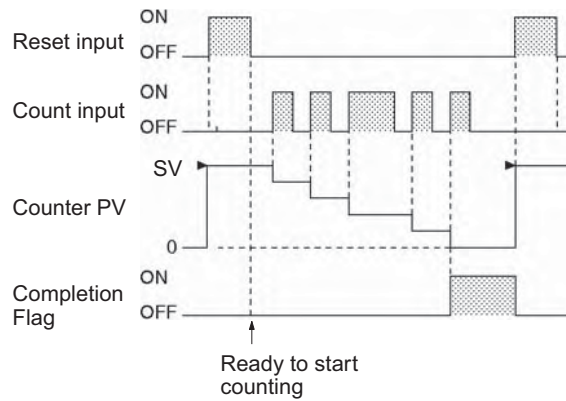 ON
Reset input
OFF
ON
Count input
OFF
SV
Counter PV
0
ON
Completion
Flag
OFF
Ready to start
counting